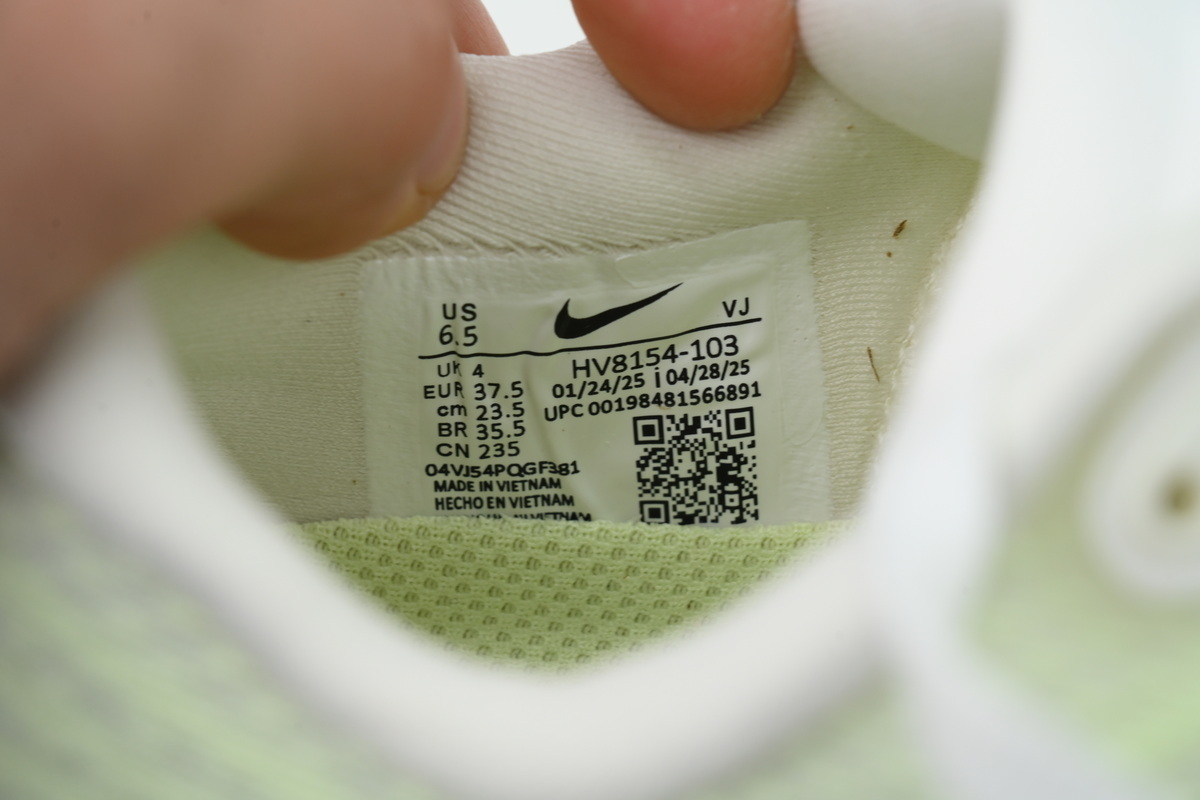 US
6.5
VJ
UK 4
EUR 37.5
cm 23.5
BR 35.5
CN 235
HV8154-103
01/24/25 | 04/28/25
UPC 00198481566891
04VJ54PQGF381
MADE IN VIETNAM
HECHO EN VIETNAM
VIETNAM